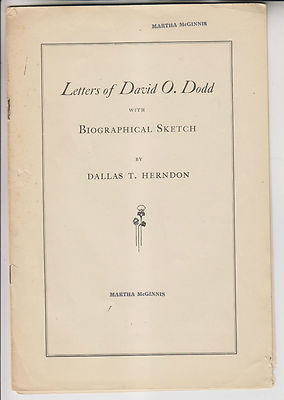 MARTHA McGINNIS
Letters of David O. Dodd
WITH
BIOGRAPHICAL SKETCH
BY
DALLAS T. HERNDON
MARTHA McGINNIS